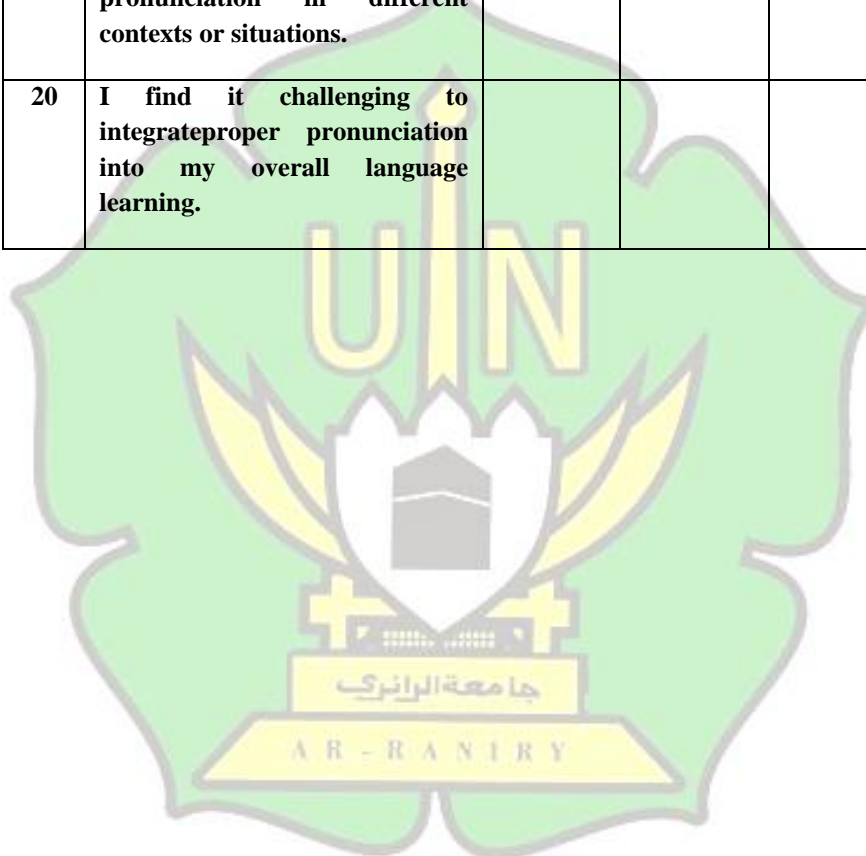 pronunciation in different
contexts or situations.
20 I find it challenging to
integrateproper pronunciation
into my overall language
learning.
UIN
جامعة الرانري
AR-RANIRY